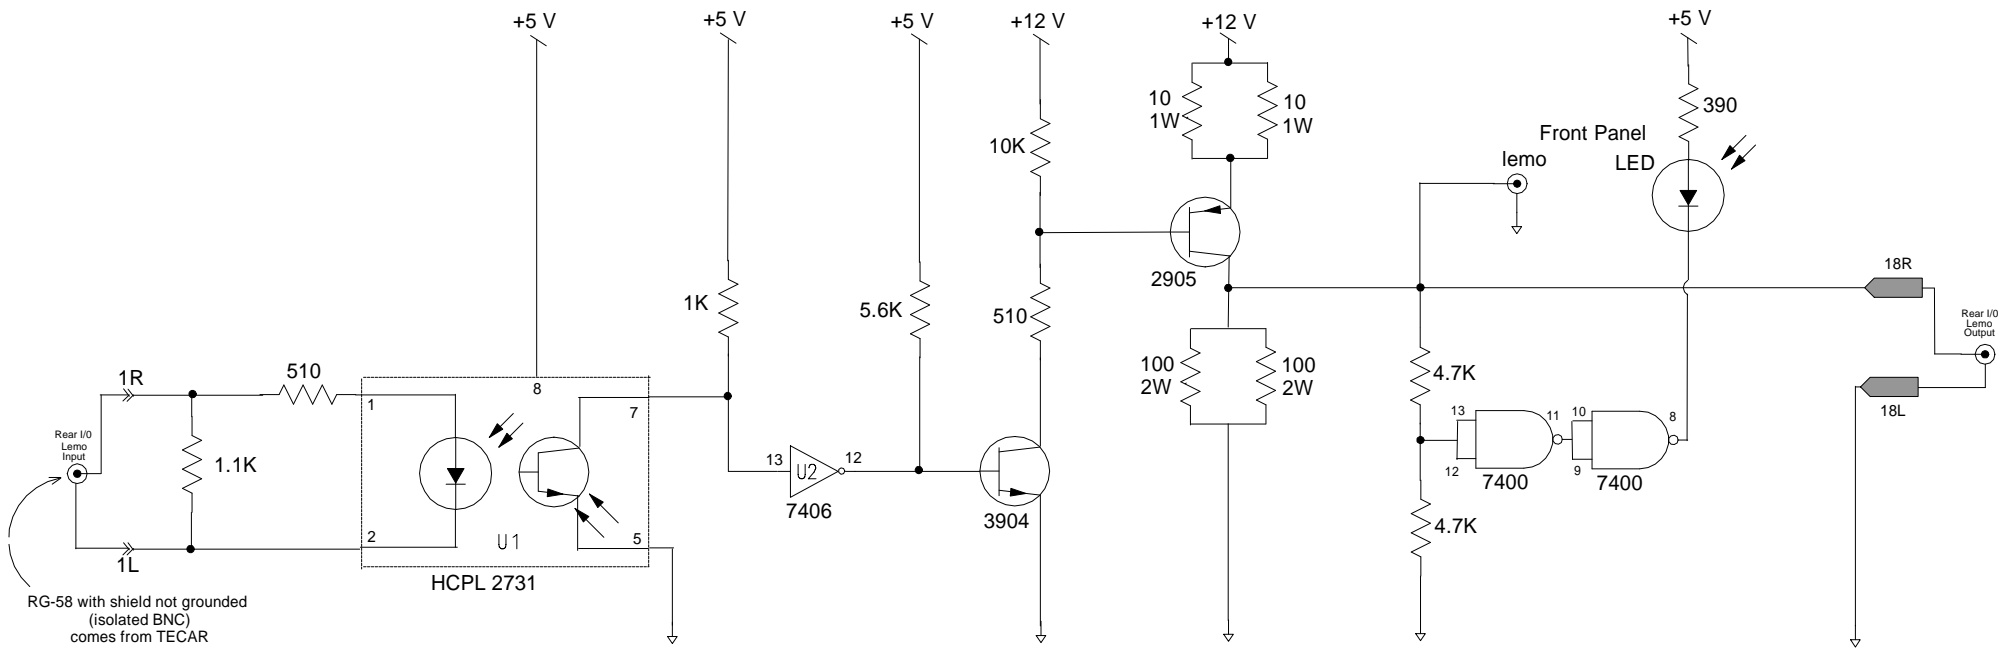 +5 V
+5 V
+5 V
+12 V
+12 V
+5 V
10
1W
10
1W
390
10K
Front Panel
LED
lemo
2905
18R
1K
5.6K
510
Rear I/0
Lemo
Output
100
2W
100
2W
4.7K
18L
510
1R
8
1
7
13
11
10
8
Rear I/0
Lemo
Input
1.1K
13
U2
12
12
9
7406
7400
7400
3904
4.7K
2
U1
5
1L
HCPL 2731
RG-58 with shield not grounded
(isolated BNC)
comes from TECAR